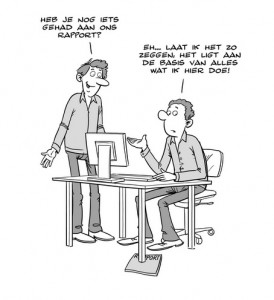 HEB JE NOG IETS
GEHAD AAN ONS
RAPPORT?
EH... LAAT IK HET ZO
ZEGGEN, HET LIGT AAN
DE BASIS VAN ALLES
WAT IK HIER DOE!
RAPPORT